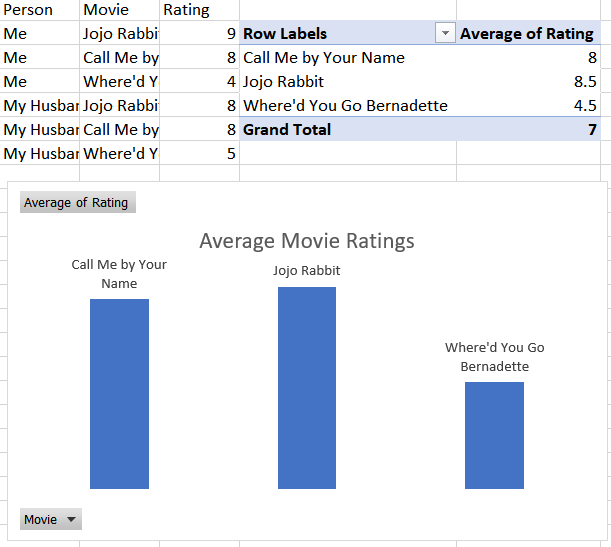 Person Movie Rating
Me Jojo Rabbi 9 Row Labels Average of Rating
Me Call Me by 8 Call Me by Your Name 8
Me Where'd Y 4 Jojo Rabbit 8.5
My Husban Jojo Rabbi 8 Where'd You Go Bernadette 4.5
My Husban Call Me by 8 Grand Total 7
My Husban Where'd Y 5
Average of Rating
Average Movie Ratings
Call Me by Your
Name
Jojo Rabbit
Where'd You Go
Bernadette
Movie